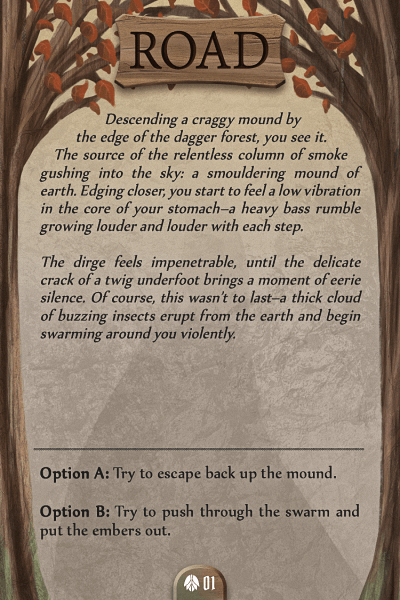 ROAD
Descending a craggy mound by
the edge of the dagger forest, you see it.
The source of the relentless column of smoke
gushing into the sky: a smouldering mound of
earth. Edging closer, you start to feel a low vibration
in the core of your stomach–a heavy bass rumble
growing louder and louder with each step.
The dirge feels impenetrable, until the delicate
crack of a twig underfoot brings a moment of eerie
silence. Of course, this wasn't to last–a thick cloud
of buzzing insects erupt from the earth and begin
swarming around you violently.
Option A: Try to escape back up the mound.
Option B: Try to push through the swarm and
put the embers out.
01